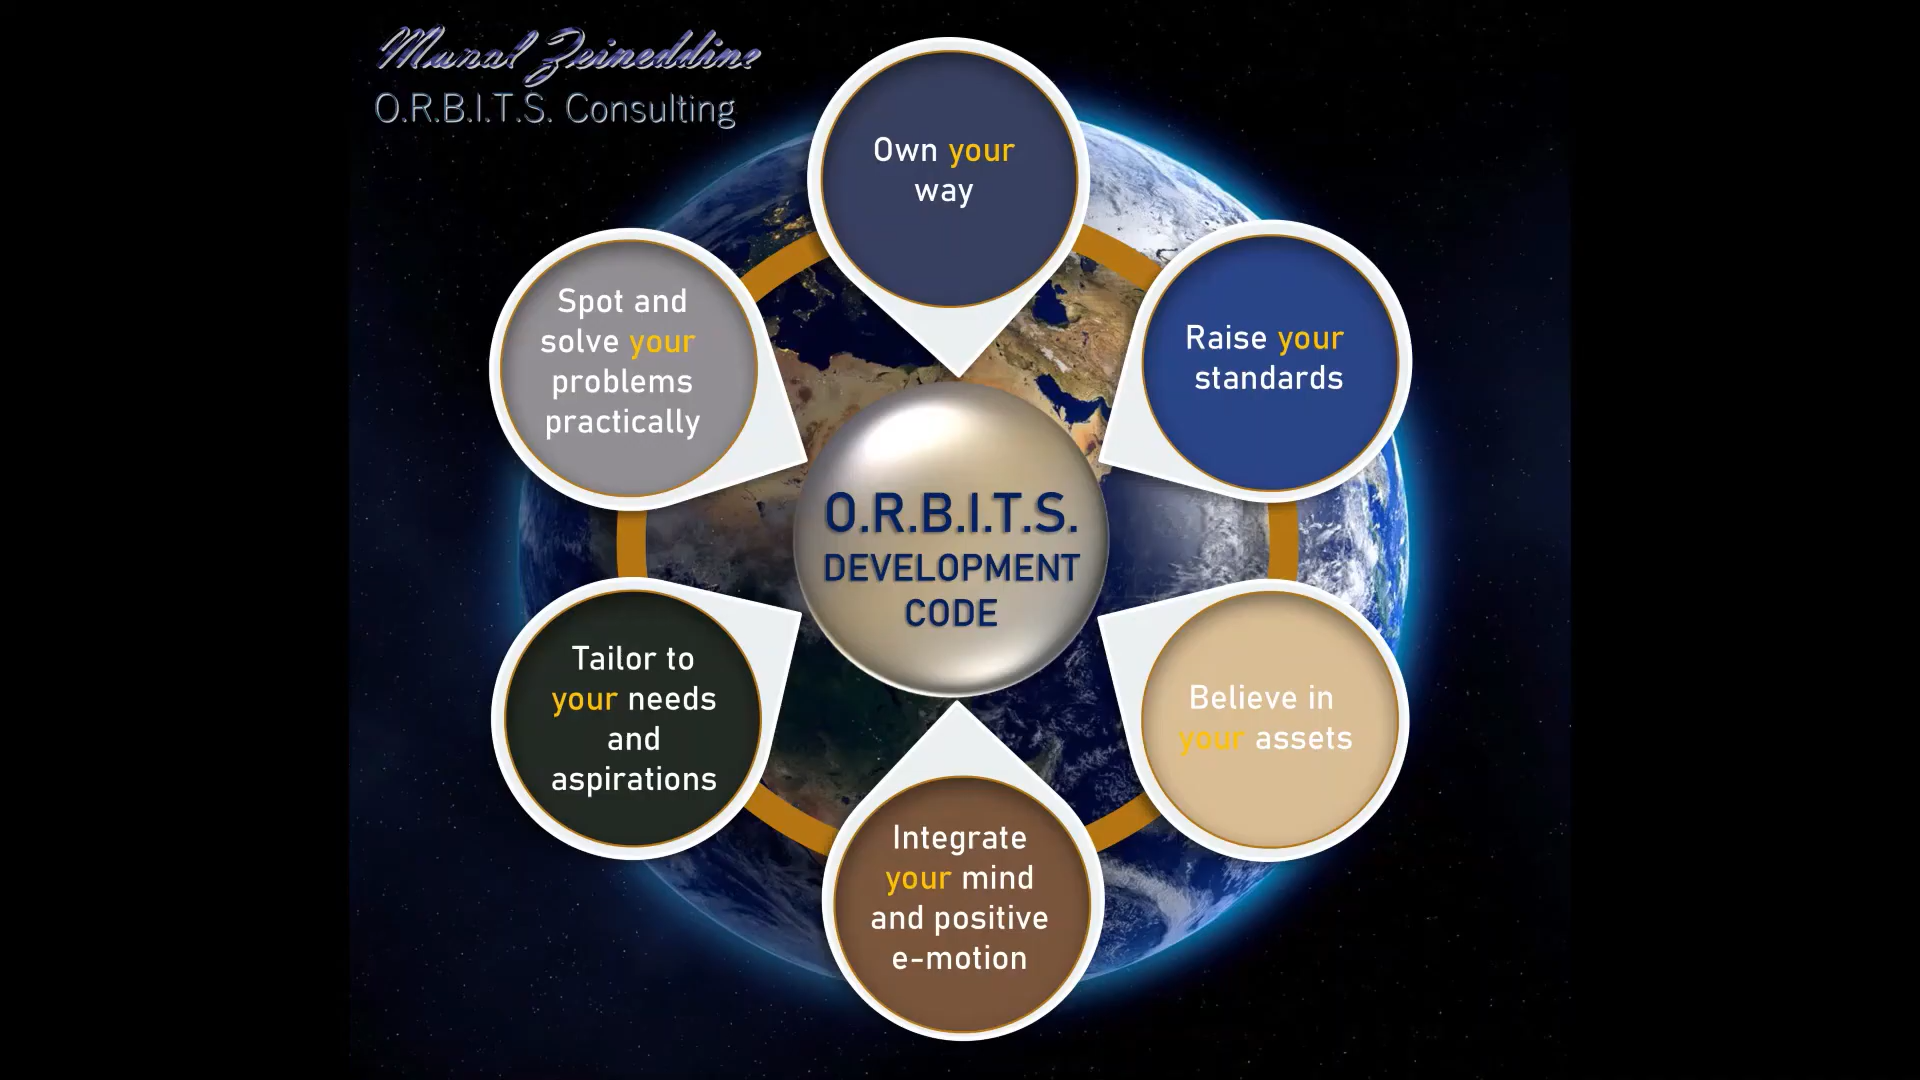 Manal Zeineddine
O.R.B.I.T.S. Consulting
Own your
way
Raise your
standards
Believe in
your assets
Integrate
your mind
and positive
e-motion
Tailor to
your needs
and
aspirations
Spot and
solve your
problems
practically
O.R.B.I.T.S.
DEVELOPMENT
CODE